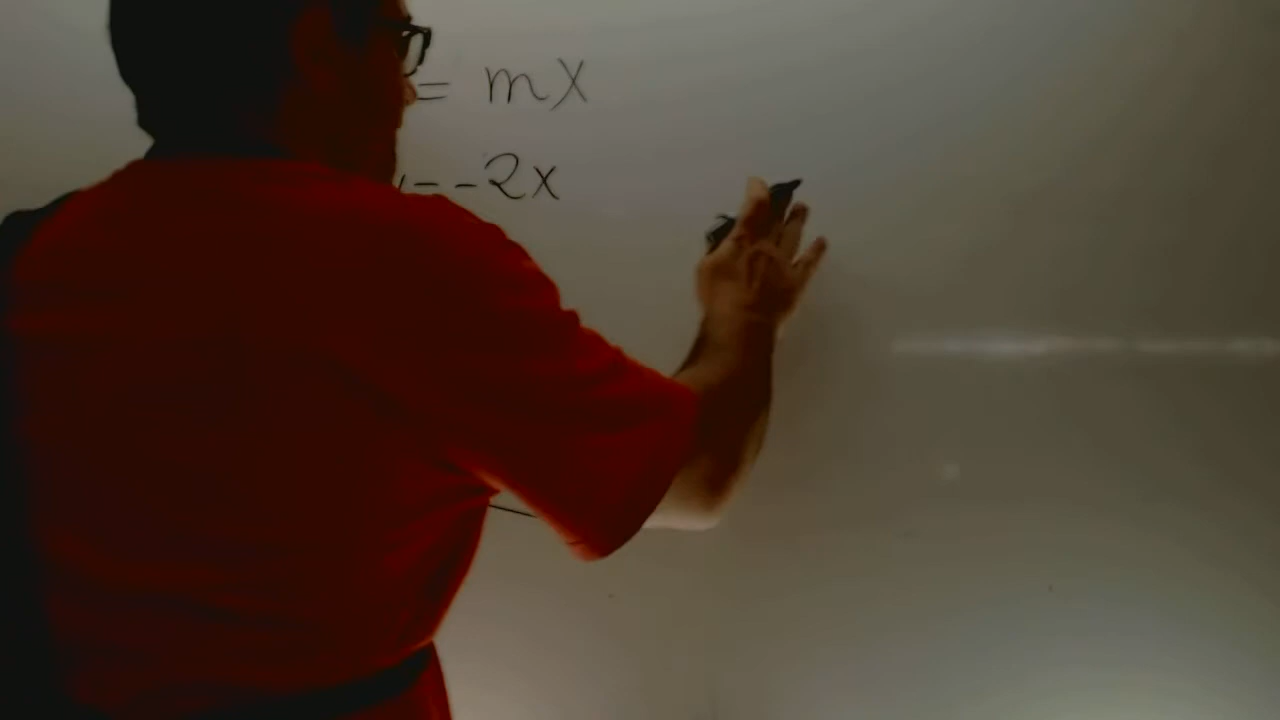 = mX
= -2x